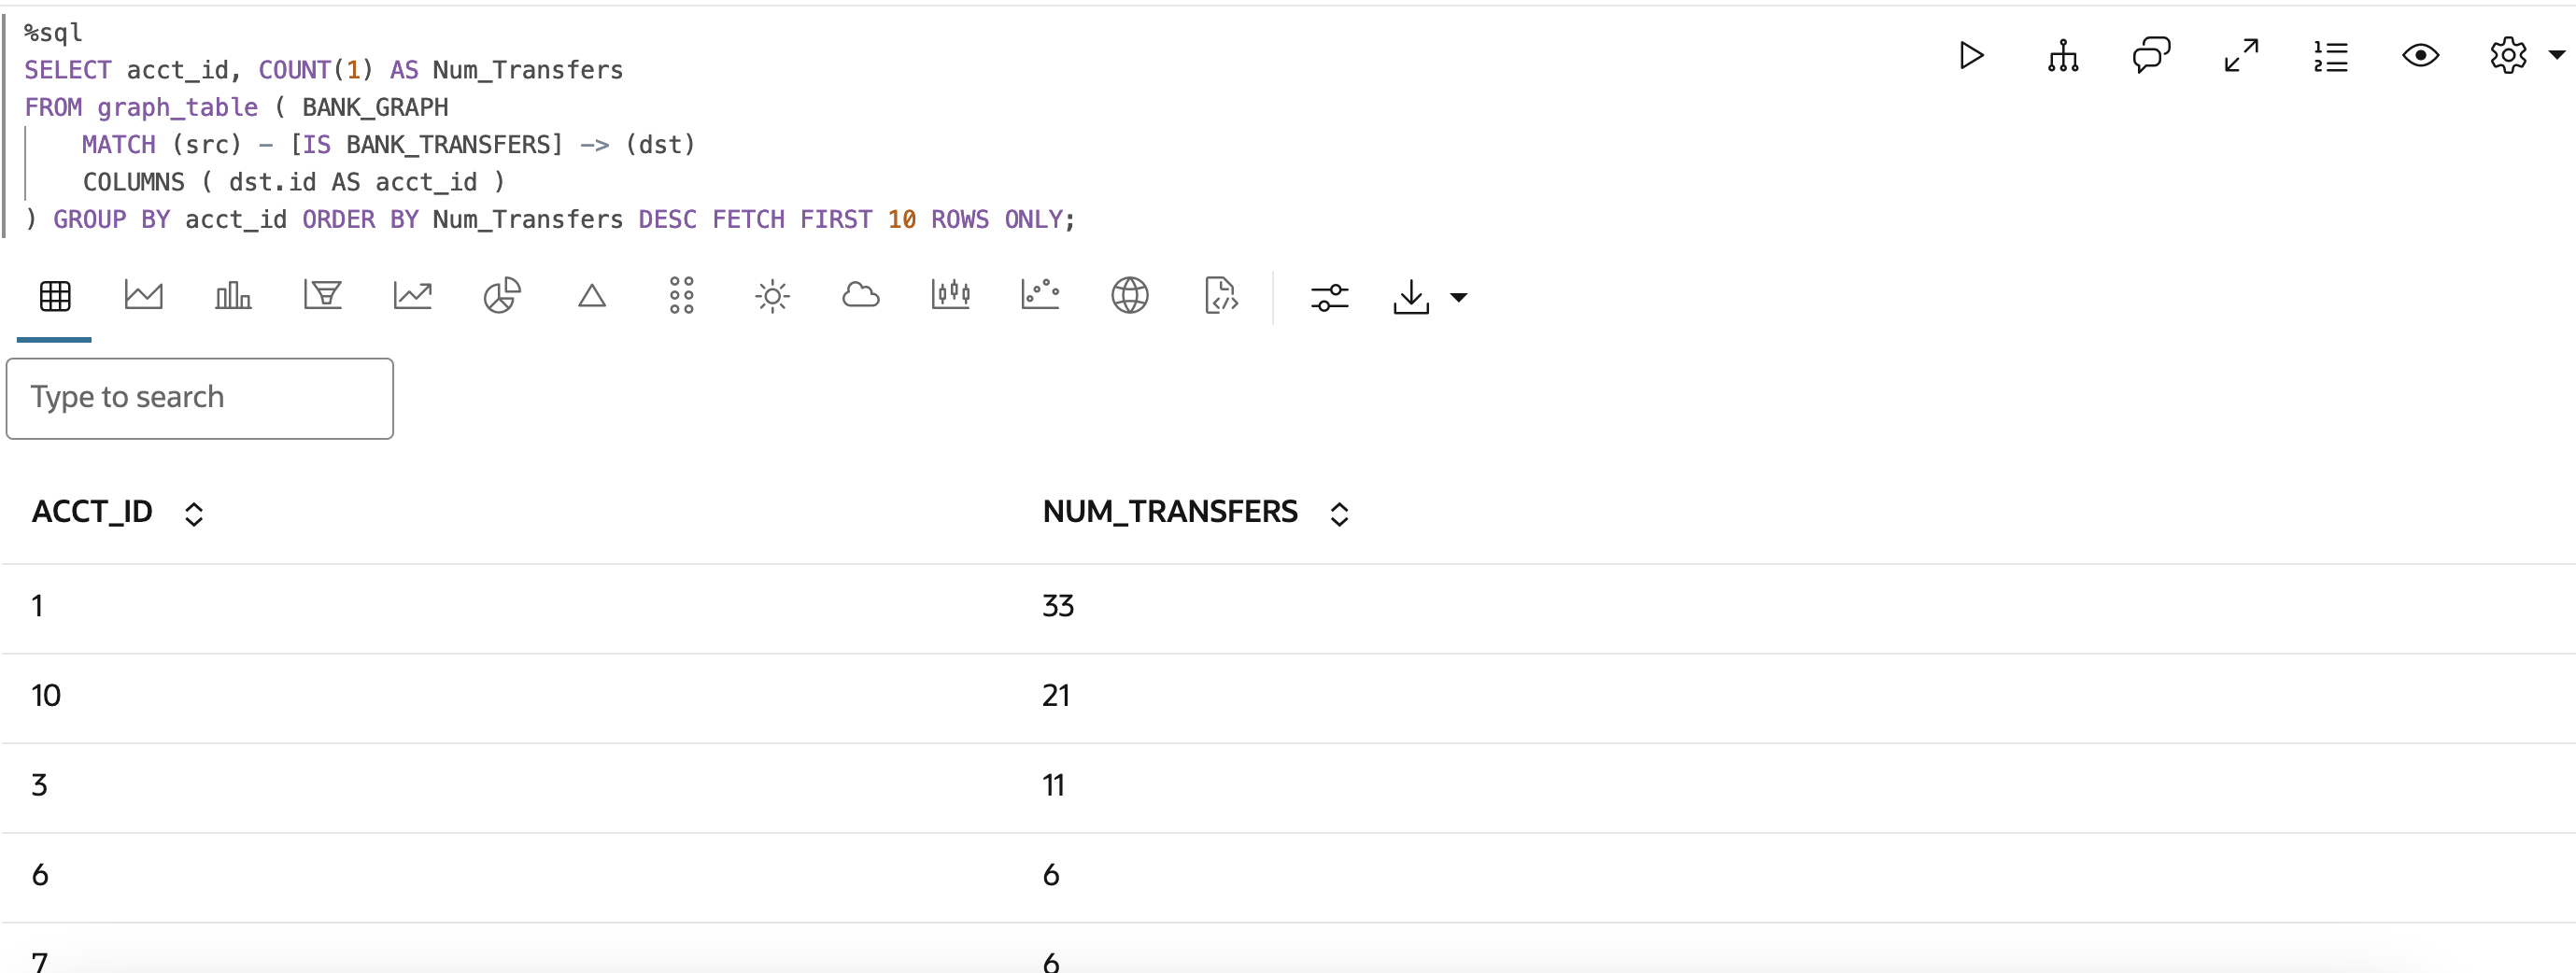 %sql
SELECT acct_id, COUNT(1) AS Num_Transfers
FROM graph_table ( BANK_GRAPH
MATCH (src) - [IS BANK_TRANSFERS] -> (dst)
COLUMNS ( dst.id AS acct_id )
) GROUP BY acct_id ORDER BY Num_Transfers DESC FETCH FIRST 10 ROWS ONLY;
Type to search
ACCT_ID NUM_TRANSFERS
1 33
10 21
3 11
6 6
7 6